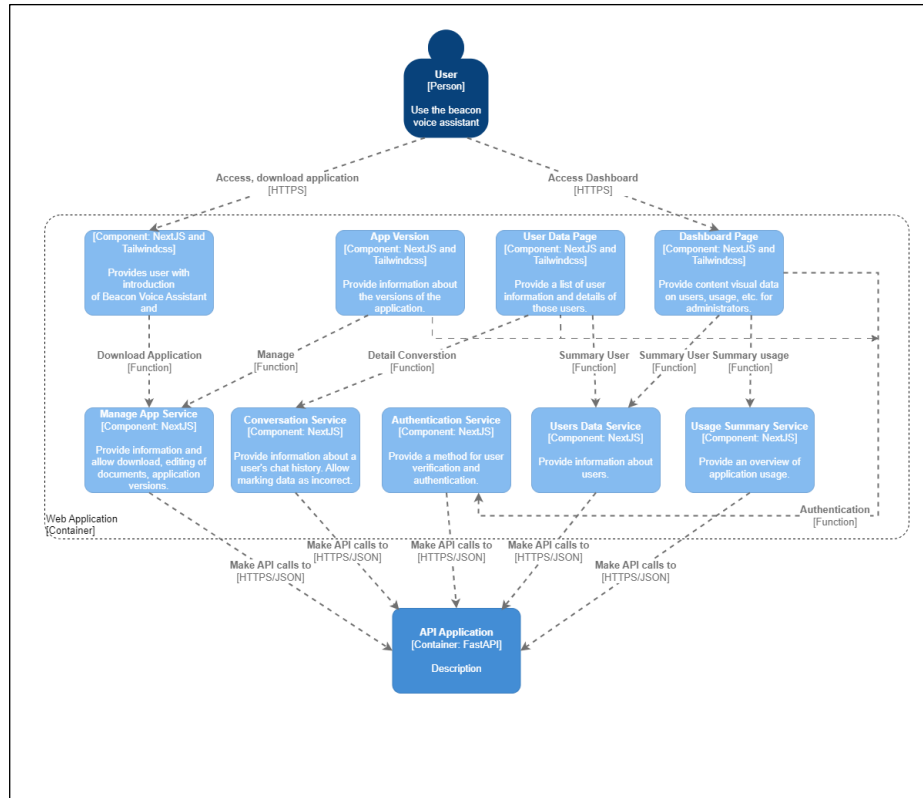 User
[Person]
Use the beacon
voice assistant
Access, download application
[HTTPS]
Access Dashboard
[HTTPS]
[Component: NextJS and
Tailwindcss]
Provides user with
introduction
of Beacon Voice Assistant
and
App Version
[Component: NextJS and
Tailwindcss]
Provide information about
the versions of the
application.
User Data Page
[Component: NextJS and
Tailwindcss]
Provide a list of user
information and details of
those users.
Dashboard Page
[Component: NextJS and
Tailwindcss]
Provide content visual data
on users, usage, etc. for
administrators.
Download Application
[Function]
Manage
[Function]
Detail Converstion
[Function]
Summary User
[Function]
Summary User
[Function]
Summary usage
[Function]
Manage App Service
[Component: NextJS]
Provide information and
allow download, editing of
documents, application
versions.
Conversation Service
[Component: NextJS]
Provide information about a
user's chat history. Allow
marking data as incorrect.
Authentication Service
[Component: NextJS]
Provide a method for user
verification and
authentication.
Users Data Service
[Component: NextJS]
Provide information about
users.
Usage Summary Service
[Component: NextJS]
Provide an overview of
application usage.
Authentication
[Function]
Web Application
[Container]
Make API calls to
[HTTPS/JSON]
Make API calls to
[HTTPS/JSON]
Make API calls to
[HTTPS/JSON]
Make API calls to
[HTTPS/JSON]
Make API calls to
[HTTPS/JSON]
API Application
[Container: FastAPI]
Description